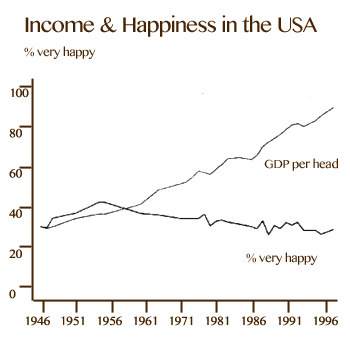 Income & Happiness in the USA
% very happy
100
80
60
40
20
0
GDP per head
% very happy
1946 1951 1956 1961 1971 1976 1981 1986 1991 1996